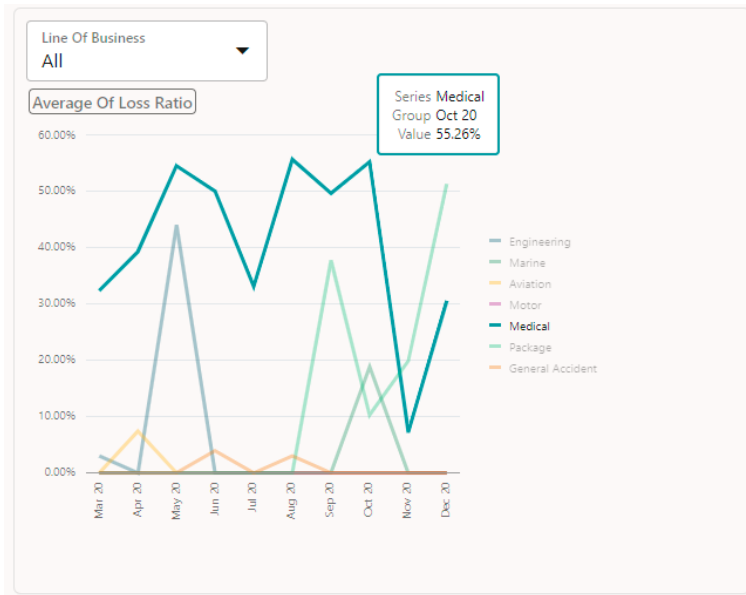 Line Of Business
All
Average Of Loss Ratio
Series Medical
Group Oct 20
Value 55.26%
60.00%
50.00%
40.00%
30.00%
20.00%
10.00%
0.00%
Mar 20
Apr 20
May 20
Jun 20
Jul 20
Aug 20
Sep 20
Oct 20
Nov 20
Dec 20
Engineering
Marine
Aviation
Motor
Medical
Package
General Accident